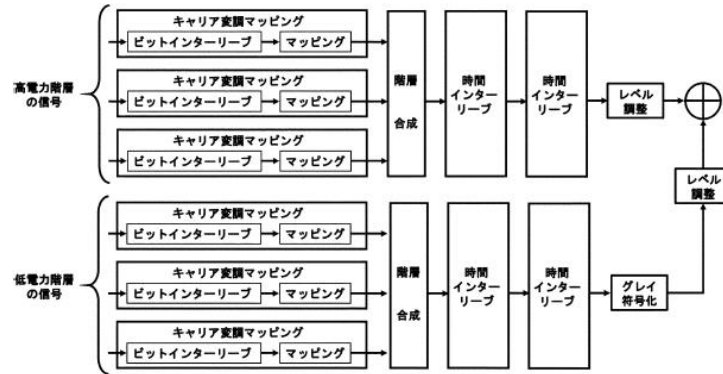 高電力階層
の信号
キャリア変調マッピング
ビットインターリーブ
マッピング
キャリア変調マッピング
ビットインターリーブ
マッピング
キャリア変調マッピング
ビットインターリーブ
マッピング
階層
合成
時間
インター
リーブ
時間
インター
リーブ
レベル
調整
レベル
調整
低電力階層
の信号
キャリア変調マッピング
ビットインターリーブ
マッピング
キャリア変調マッピング
ビットインターリーブ
マッピング
キャリア変調マッピング
ビットインターリーブ
マッピング
階層
合成
時間
インター
リーブ
時間
インター
リーブ
グレイ
符号化